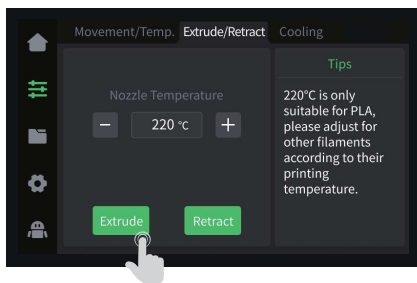 Movement/Temp. Extrude/Retract Cooling
Nozzle Temperature
− 220 °C +
Extrude Retract
Tips
220°C is only
suitable for PLA,
please adjust for
other filaments
according to their
printing
temperature.